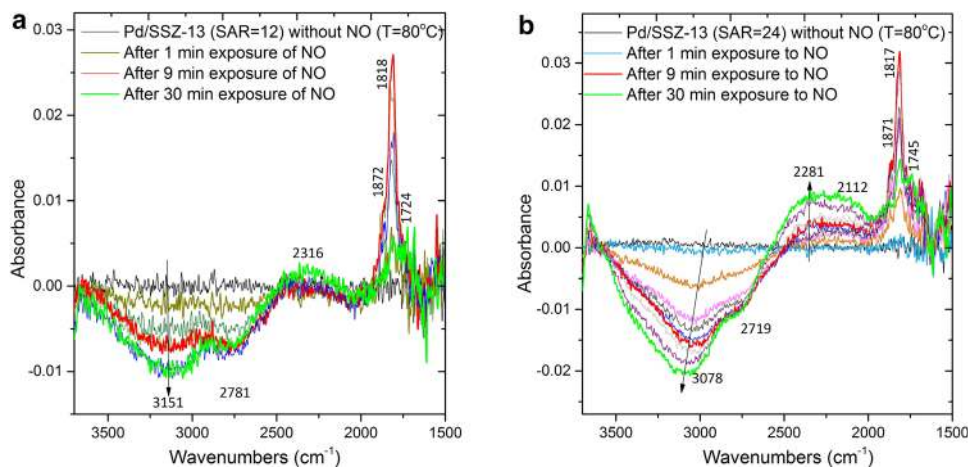 a
Pd/SSZ-13 (SAR=12) without NO (T=80°C)
After 1 min exposure of NO
After 9 min exposure of NO
After 30 min exposure of NO
1818
1872
1724
2316
3151
2781
0.03
0.02
0.01
0.00
-0.01
Absorbance
3500 3000 2500 2000 1500
Wavenumbers (cm⁻¹)
b
Pd/SSZ-13 (SAR=24) without NO (T=80°C)
After 1 min exposure to NO
After 9 min exposure to NO
After 30 min exposure to NO
1817
1871
1745
2281
2112
2719
3078
0.03
0.02
0.01
0.00
-0.01
-0.02
Absorbance
3500 3000 2500 2000 1500
Wavenumbers (cm⁻¹)